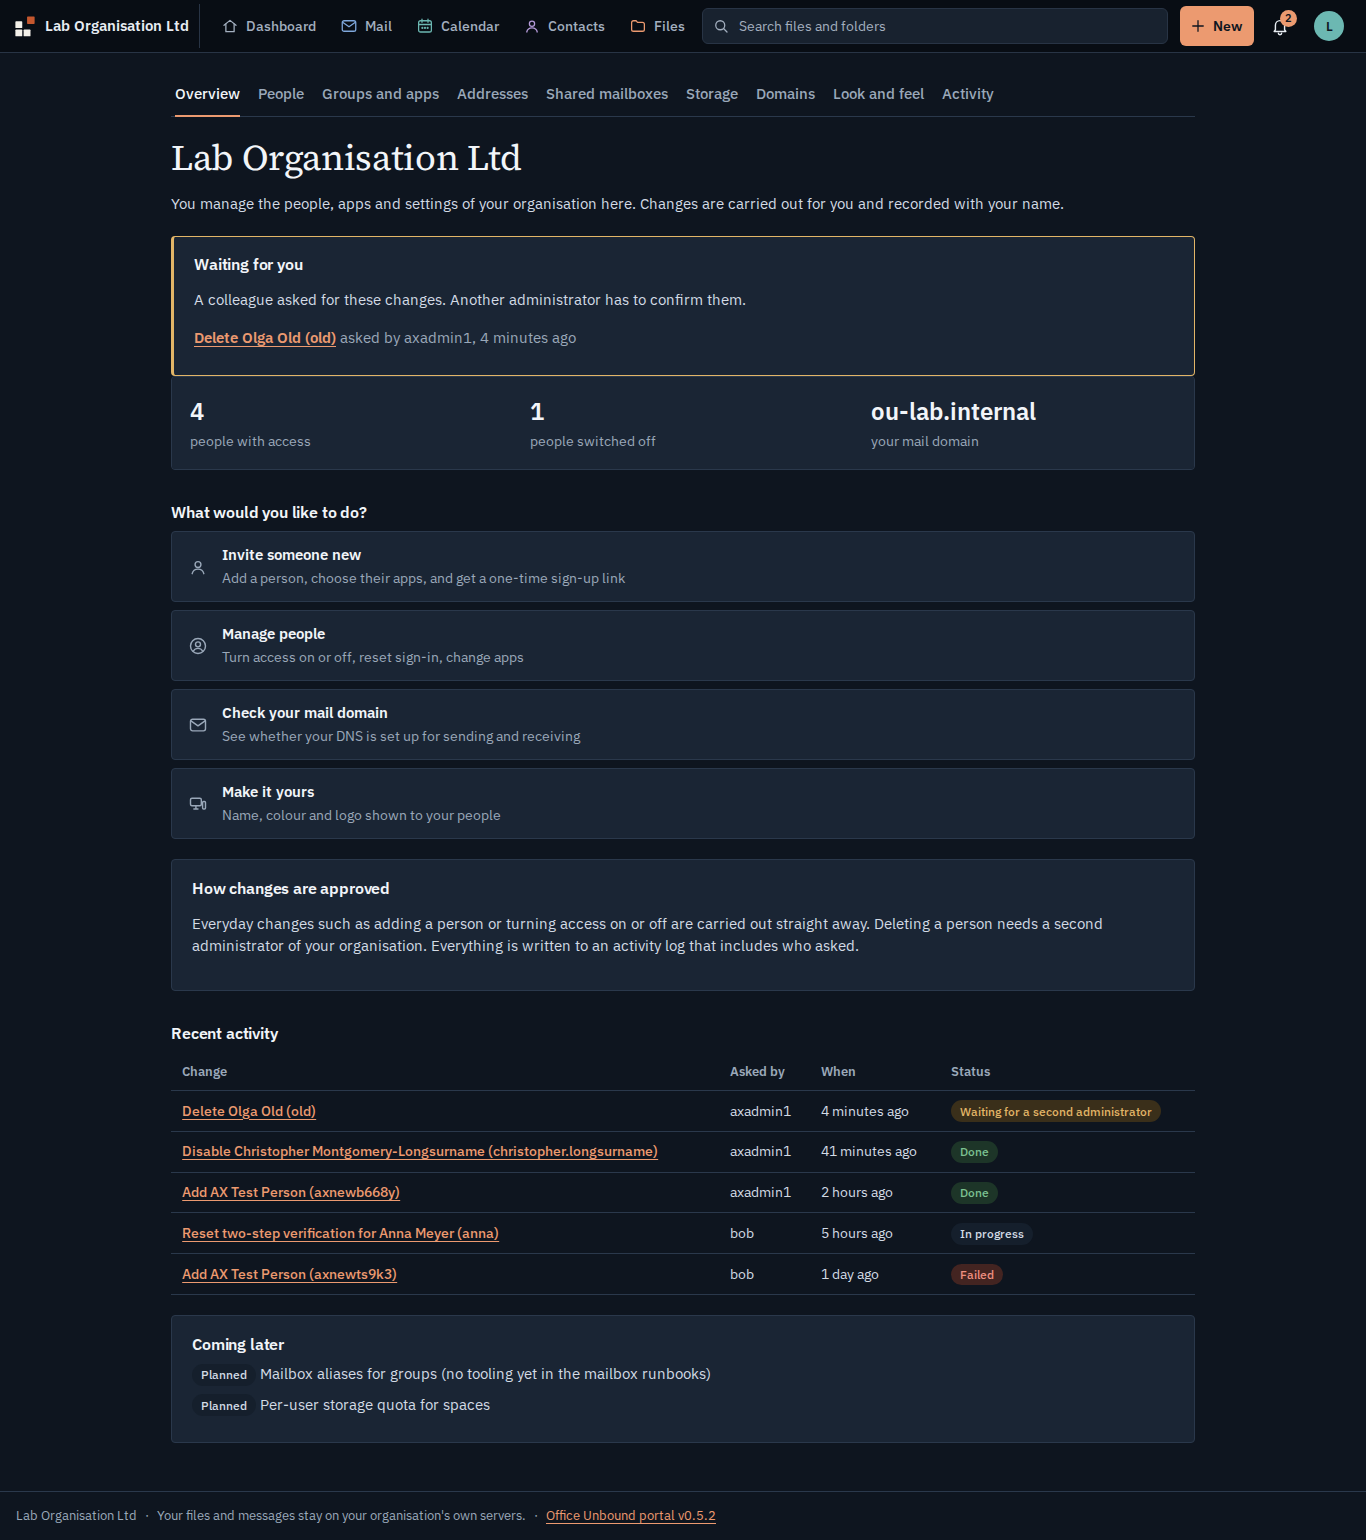 Lab Organisation Ltd
Dashboard
Mail
Calendar
Contacts
Files
Search files and folders
New
2
L
Overview
People
Groups and apps
Addresses
Shared mailboxes
Storage
Domains
Look and feel
Activity
Lab Organisation Ltd
You manage the people, apps and settings of your organisation here. Changes are carried out for you and recorded with your name.
Waiting for you
A colleague asked for these changes. Another administrator has to confirm them.
Delete Olga Old (old) asked by axadmin1, 4 minutes ago
4
people with access
1
people switched off
ou-lab.internal
your mail domain
What would you like to do?
Invite someone new
Add a person, choose their apps, and get a one-time sign-up link
Manage people
Turn access on or off, reset sign-in, change apps
Check your mail domain
See whether your DNS is set up for sending and receiving
Make it yours
Name, colour and logo shown to your people
How changes are approved
Everyday changes such as adding a person or turning access on or off are carried out straight away. Deleting a person needs a second
administrator of your organisation. Everything is written to an activity log that includes who asked.
Recent activity
Change Asked by When Status
Delete Olga Old (old) axadmin1 4 minutes ago Waiting for a second administrator
Disable Christopher Montgomery-Longsurname (christopher.longsurname) axadmin1 41 minutes ago Done
Add AX Test Person (axnewb668y) axadmin1 2 hours ago Done
Reset two-step verification for Anna Meyer (anna) bob 5 hours ago In progress
Add AX Test Person (axnewts9k3) bob 1 day ago Failed
Coming later
Planned Mailbox aliases for groups (no tooling yet in the mailbox runbooks)
Planned Per-user storage quota for spaces
Lab Organisation Ltd · Your files and messages stay on your organisation's own servers. · Office Unbound portal v0.5.2